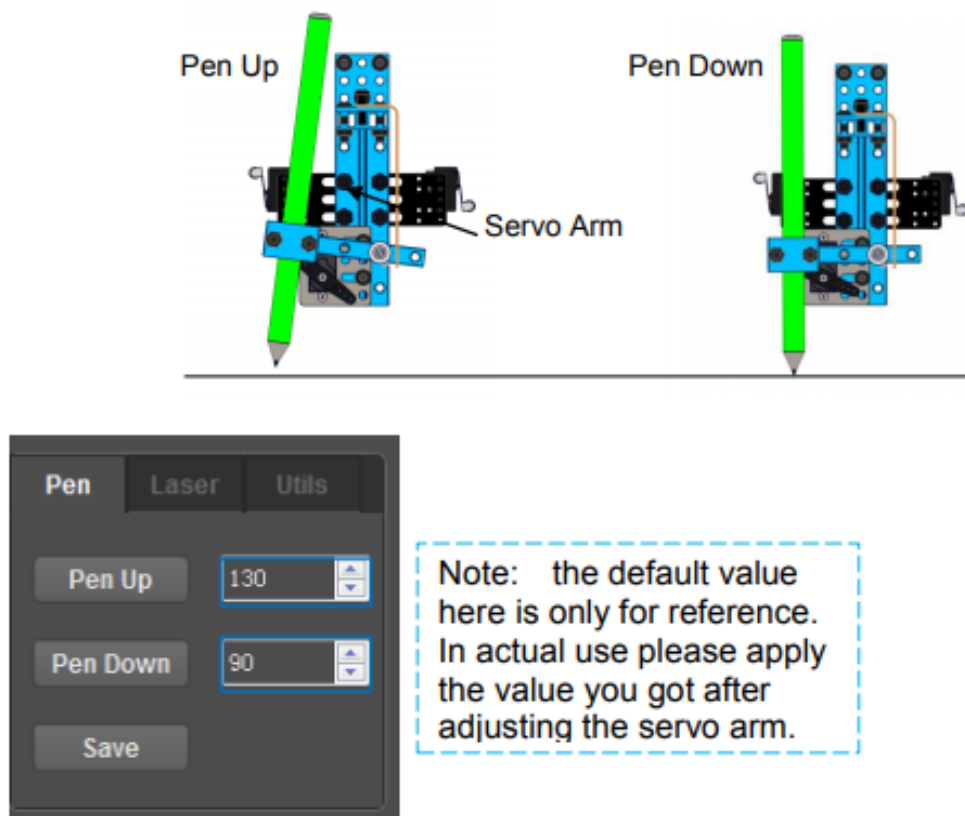 Pen Up
Pen Down
Servo Arm
Pen
Laser
Utils
Pen Up
130
Pen Down
90
Save
Note: the default value
here is only for reference.
In actual use please apply
the value you got after
adjusting the servo arm.